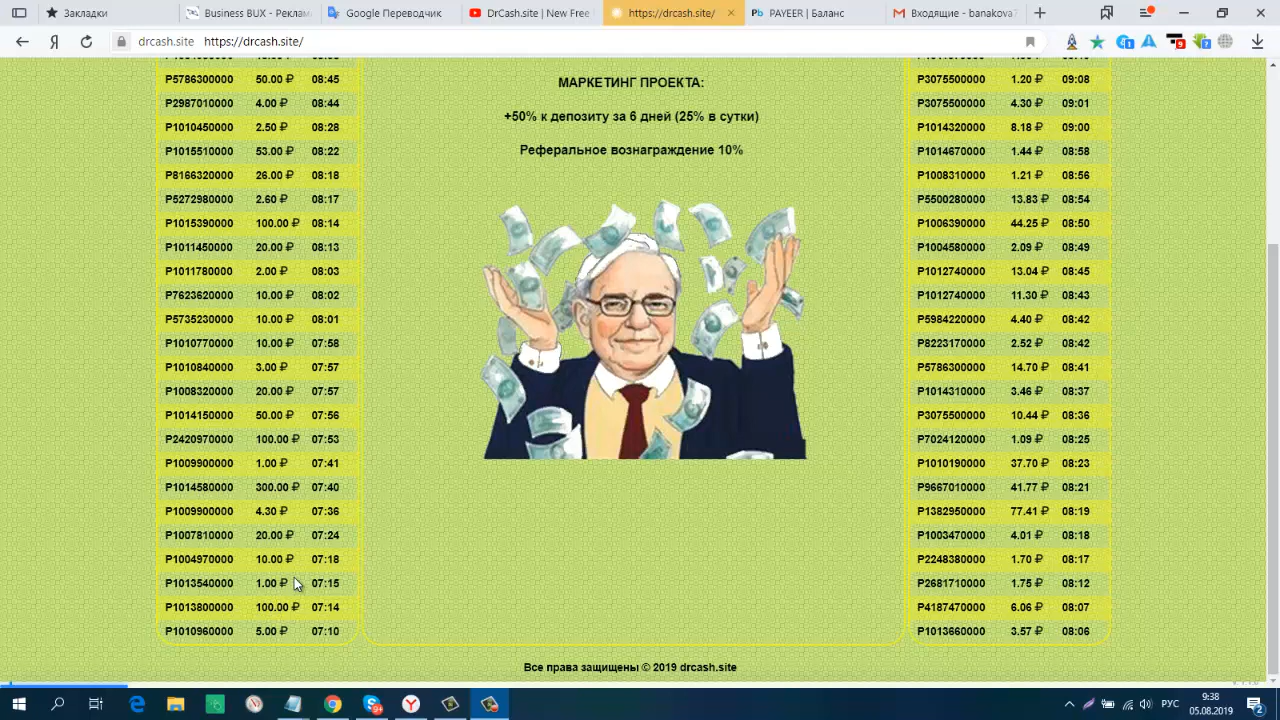 Закладки
Business BUX - Реклам
Google Переводчик
DrCash.site | New Free
https://drcash.site/
PAYEER | Баланс
Входящие - banakova7
drcash.site https://drcash.site/
P5786300000 50.00 ₽ 08:45
P2987010000 4.00 ₽ 08:44
P1010450000 2.50 ₽ 08:28
P1015510000 53.00 ₽ 08:22
P8166320000 26.00 ₽ 08:18
P5272980000 2.60 ₽ 08:17
P1015390000 100.00 ₽ 08:14
P1011450000 20.00 ₽ 08:13
P1011780000 2.00 ₽ 08:03
P7623620000 10.00 ₽ 08:02
P5735230000 10.00 ₽ 08:01
P1010770000 10.00 ₽ 07:58
P1010840000 3.00 ₽ 07:57
P1008320000 20.00 ₽ 07:57
P1014150000 50.00 ₽ 07:56
P2420970000 100.00 ₽ 07:53
P1009900000 1.00 ₽ 07:41
P1014580000 300.00 ₽ 07:40
P1009900000 4.30 ₽ 07:36
P1007810000 20.00 ₽ 07:24
P1004970000 10.00 ₽ 07:18
P1013540000 1.00 ₽ 07:15
P1013800000 100.00 ₽ 07:14
P1010960000 5.00 ₽ 07:10
МАРКЕТИНГ ПРОЕКТА:
+50% к депозиту за 6 дней (25% в сутки)
Реферальное вознаграждение 10%
P3075500000 1.20 ₽ 09:08
P3075500000 4.30 ₽ 09:01
P1014320000 8.18 ₽ 09:00
P1014670000 1.44 ₽ 08:58
P1008310000 1.21 ₽ 08:56
P5500280000 13.83 ₽ 08:54
P1006390000 44.25 ₽ 08:50
P1004580000 2.09 ₽ 08:49
P1012740000 13.04 ₽ 08:45
P1012740000 11.30 ₽ 08:43
P5984220000 4.40 ₽ 08:42
P8223170000 2.52 ₽ 08:42
P5786300000 14.70 ₽ 08:41
P1014310000 3.46 ₽ 08:37
P3075500000 10.44 ₽ 08:36
P7024120000 1.09 ₽ 08:25
P1010190000 37.70 ₽ 08:23
P9667010000 41.77 ₽ 08:21
P1382950000 77.41 ₽ 08:19
P1003470000 4.01 ₽ 08:18
P2248380000 1.70 ₽ 08:17
P2681710000 1.75 ₽ 08:12
P4187470000 6.06 ₽ 08:07
P1013660000 3.57 ₽ 08:06
Все права защищены © 2019 drcash.site
РУС
9:38
05.08.2019